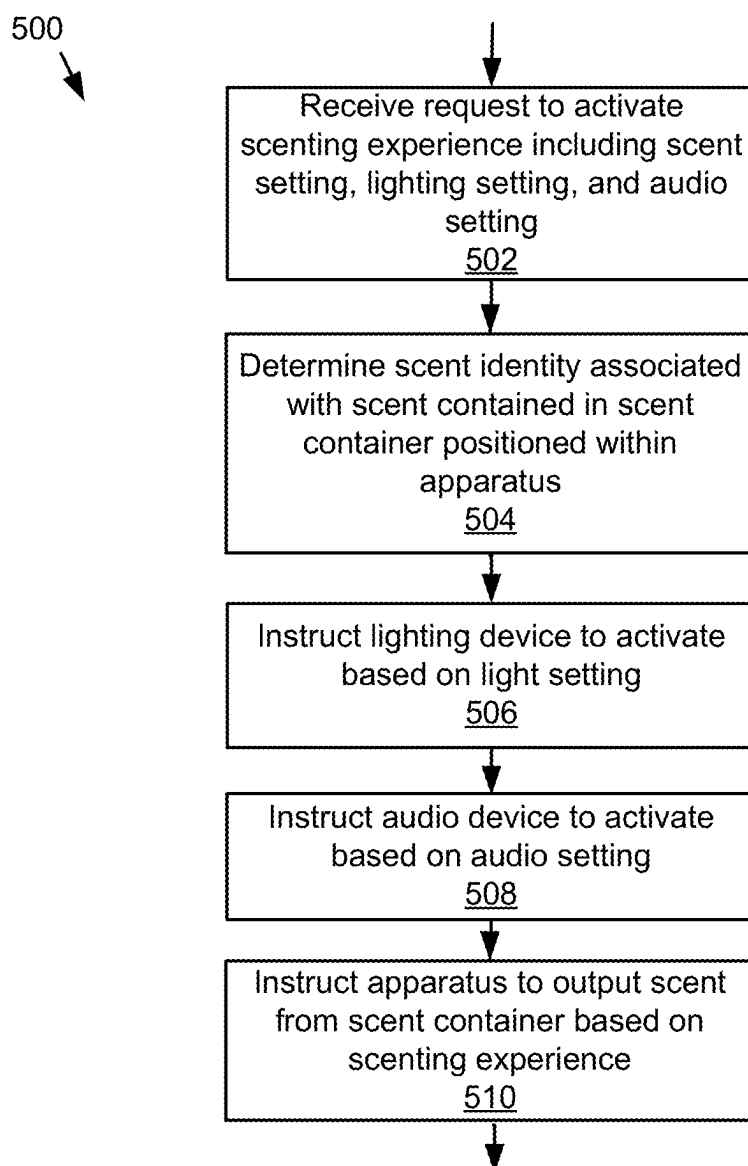 500
Receive request to activate
scenting experience including scent
setting, lighting setting, and audio
setting
502
Determine scent identity associated
with scent contained in scent
container positioned within
apparatus
504
Instruct lighting device to activate
based on light setting
506
Instruct audio device to activate
based on audio setting
508
Instruct apparatus to output scent
from scent container based on
scenting experience
510